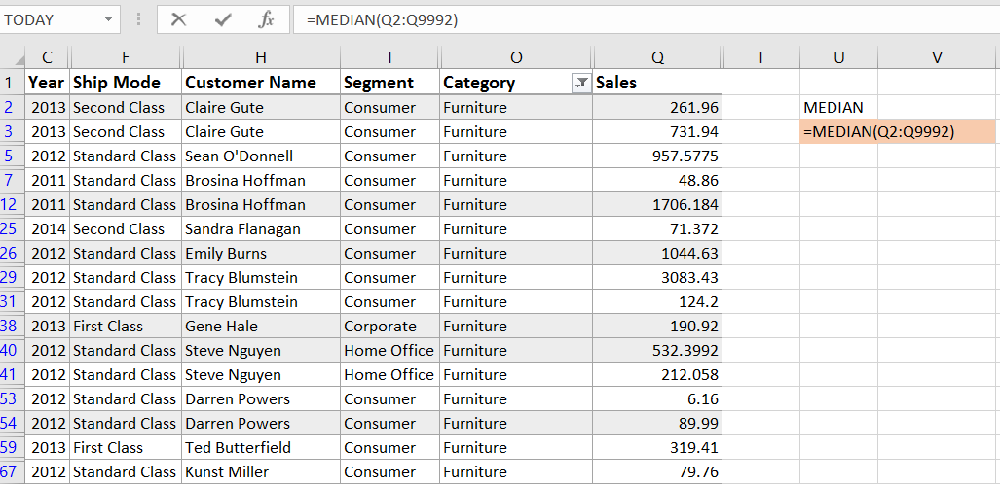 TODAY =MEDIAN(Q2:Q9992)
C F H I O Q T U V
1 Year Ship Mode Customer Name Segment Category Sales
2 2013 Second Class Claire Gute Consumer Furniture 261.96 MEDIAN
3 2013 Second Class Claire Gute Consumer Furniture 731.94 =MEDIAN(Q2:Q9992)
5 2012 Standard Class Sean O'Donnell Consumer Furniture 957.5775
7 2011 Standard Class Brosina Hoffman Consumer Furniture 48.86
12 2011 Standard Class Brosina Hoffman Consumer Furniture 1706.184
25 2014 Second Class Sandra Flanagan Consumer Furniture 71.372
26 2012 Standard Class Emily Burns Consumer Furniture 1044.63
29 2012 Standard Class Tracy Blumstein Consumer Furniture 3083.43
31 2012 Standard Class Tracy Blumstein Consumer Furniture 124.2
38 2013 First Class Gene Hale Corporate Furniture 190.92
40 2012 Standard Class Steve Nguyen Home Office Furniture 532.3992
41 2012 Standard Class Steve Nguyen Home Office Furniture 212.058
53 2012 Standard Class Darren Powers Consumer Furniture 6.16
54 2012 Standard Class Darren Powers Consumer Furniture 89.99
59 2013 First Class Ted Butterfield Consumer Furniture 319.41
67 2012 Standard Class Kunst Miller Consumer Furniture 79.76